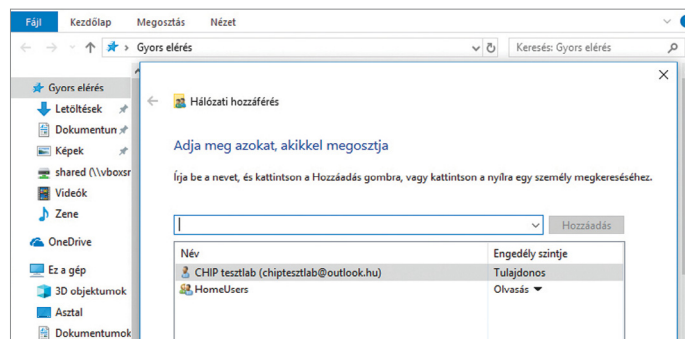 Fájl Kezdőlap Megosztás Nézet
Gyors elérés
Keresés: Gyors elérés
Gyors elérés
Letöltések
Dokumentun
Képek
shared (\\vboxsr
Videók
Zene
OneDrive
Ez a gép
3D objektumok
Asztal
Dokumentumok
Hálózati hozzáférés
Adja meg azokat, akikkel megosztja
Írja be a nevet, és kattintson a Hozzáadás gombra, vagy kattintson a nyílra egy személy megkereséséhez.
Hozzáadás
Név Engedély szintje
CHIP tesztlab (chiptesztlab@outlook.hu) Tulajdonos
HomeUsers Olvasás